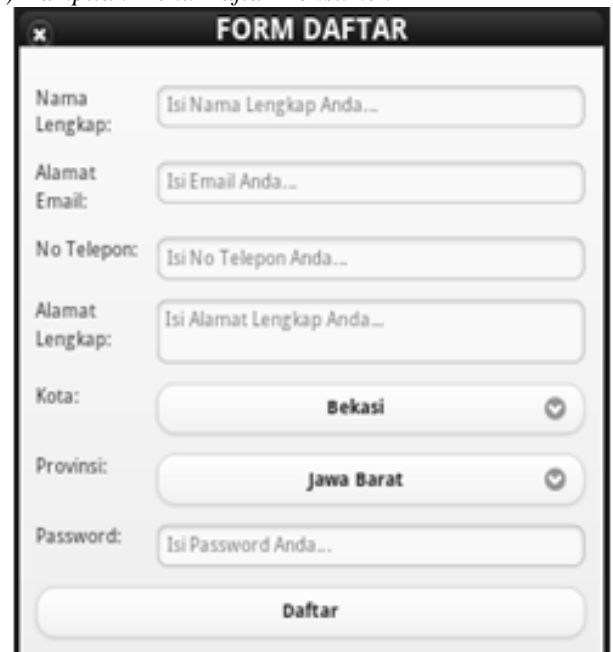 FORM DAFTAR
Nama
Lengkap:
Isi Nama Lengkap Anda...
Alamat
Email:
Isi Email Anda...
No Telepon:
Isi No Telepon Anda...
Alamat
Lengkap:
Isi Alamat Lengkap Anda...
Kota:
Bekasi
Provinsi:
Jawa Barat
Password:
Isi Password Anda...
Daftar